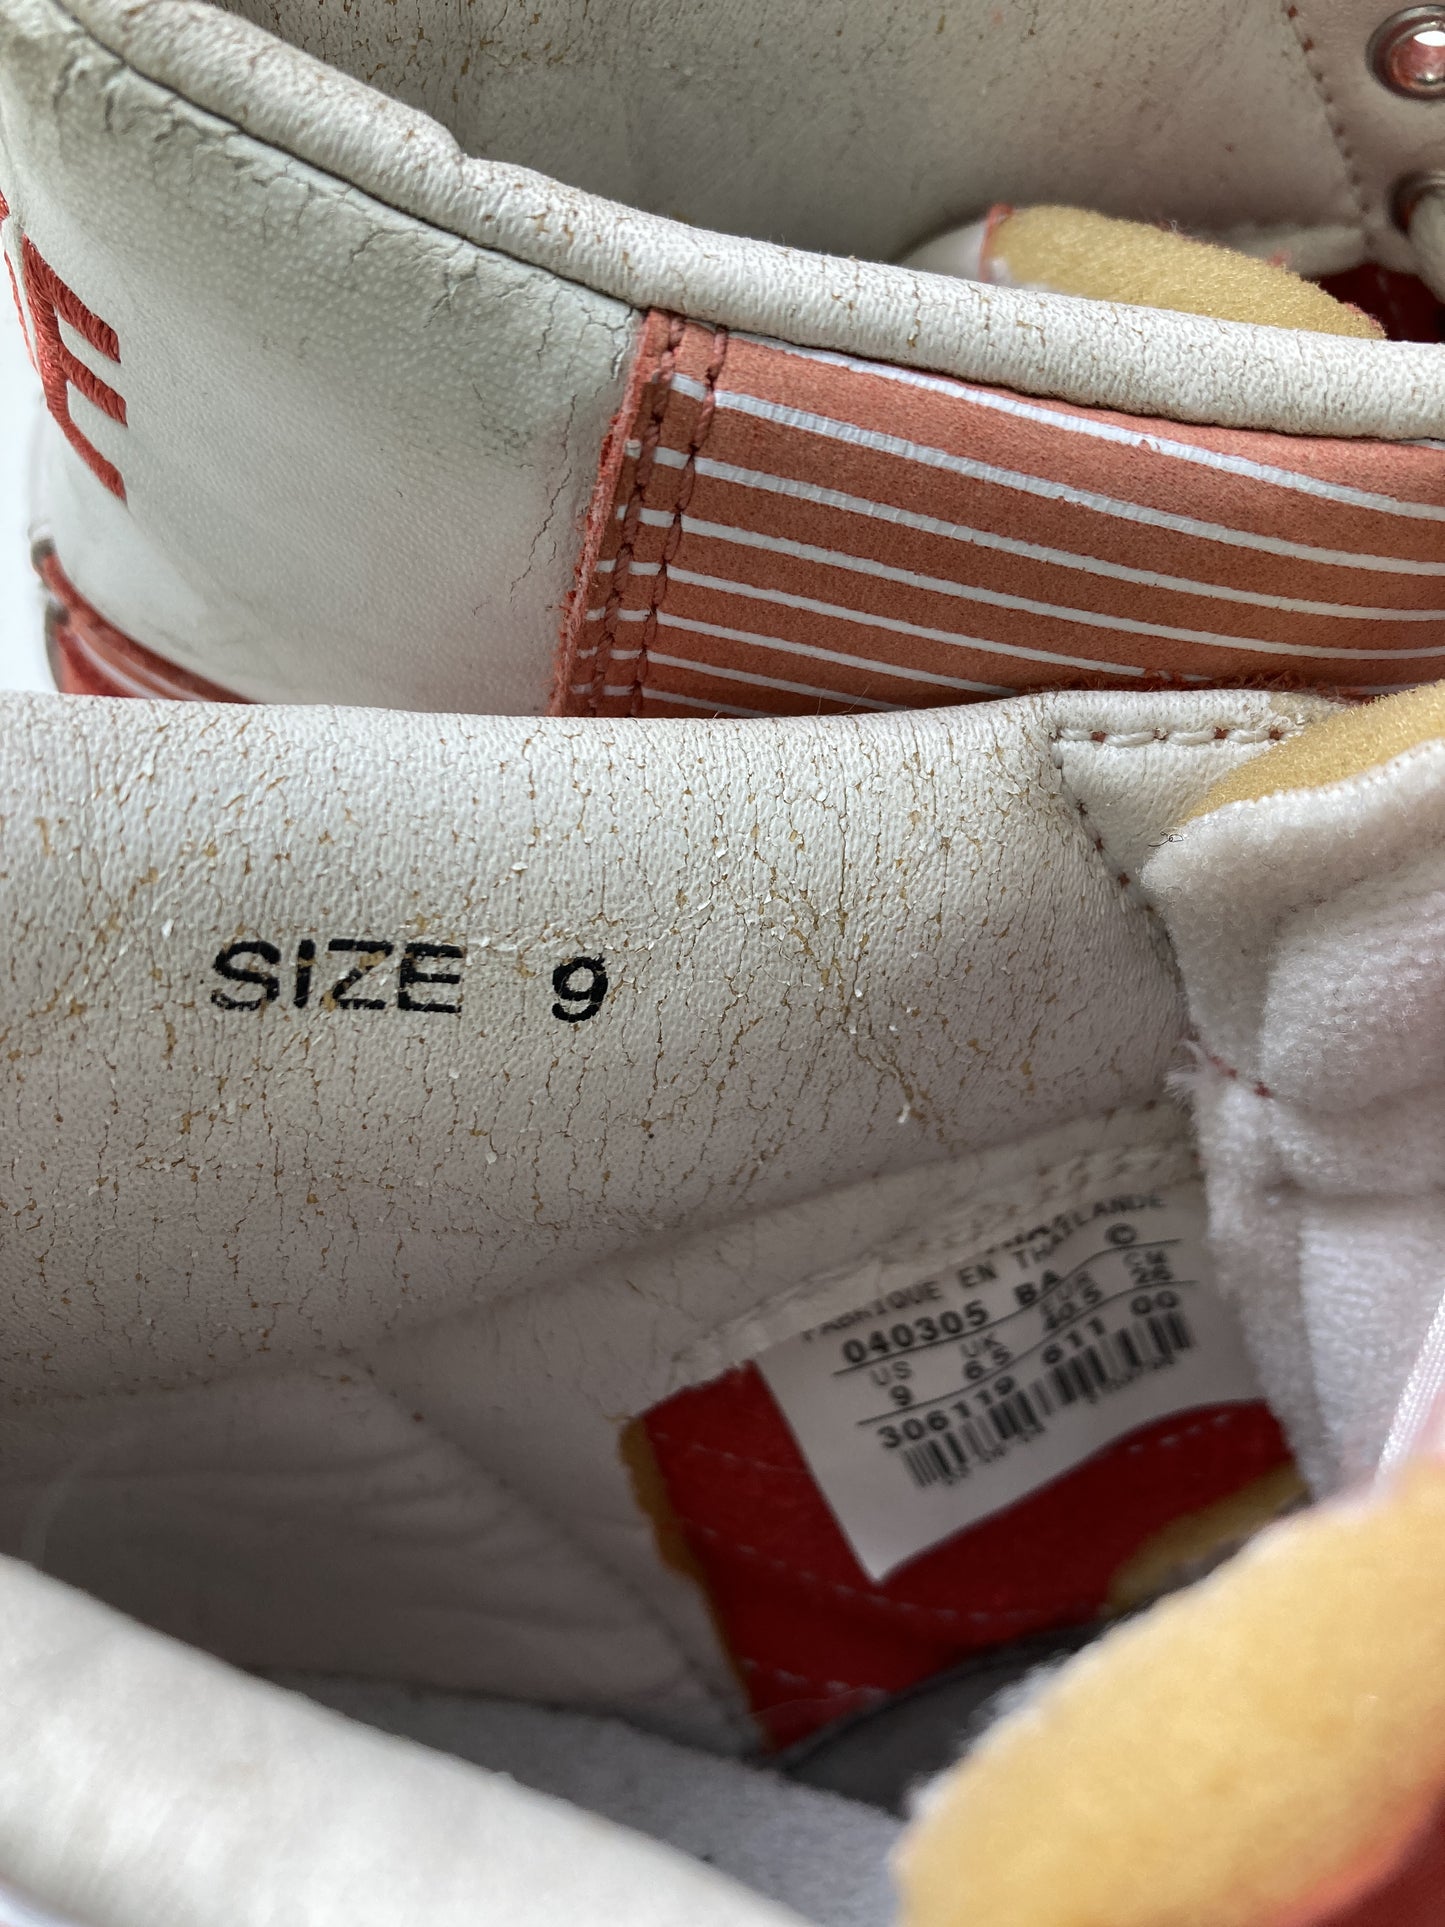 E
SIZE 9
THAILANDE
FABRIQUE EN THA ©
040305 BA
US UK EUR CM
9 6.5 40.5 26
306119 611 00